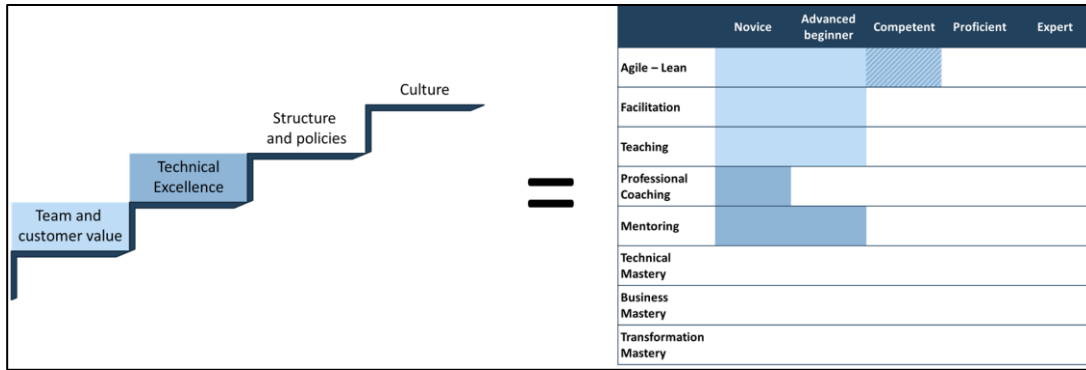 Culture
Structure
and policies
Technical
Excellence
Team and
customer value
=
Novice
Advanced
beginner
Competent
Proficient
Expert
Agile – Lean
Facilitation
Teaching
Professional
Coaching
Mentoring
Technical
Mastery
Business
Mastery
Transformation
Mastery